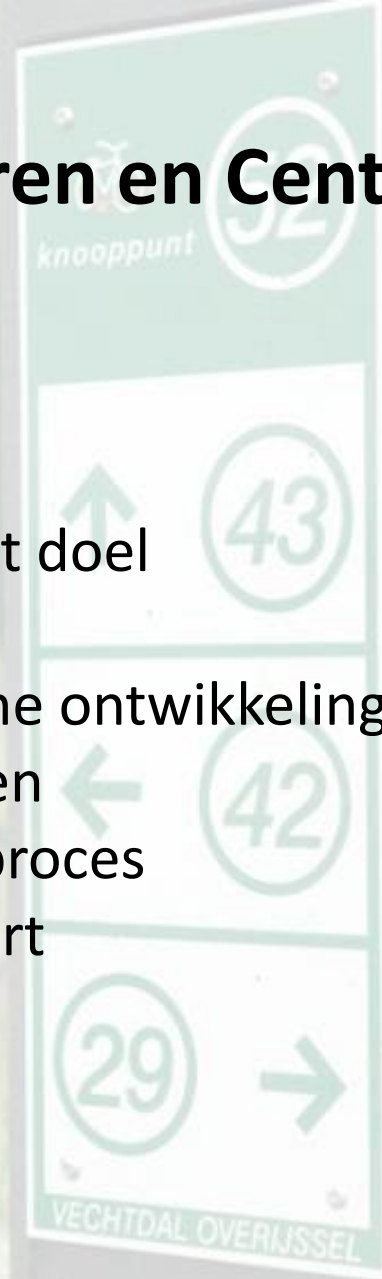 ren en Cent
52
knooppunt
43
t doel
ne ontwikkeling
en
42
proces
rt
29
VECHTDAL OVERIJSSEL